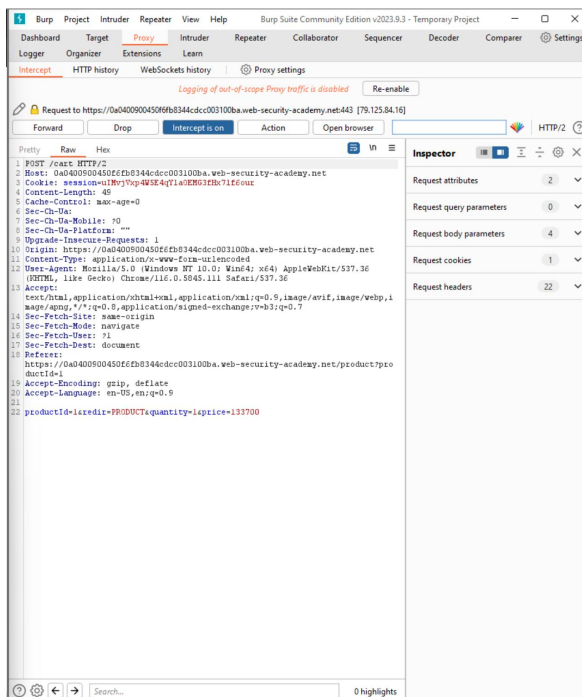 Burp Project Intruder Repeater View Help Burp Suite Community Edition v2023.9.3 - Temporary Project
Dashboard Target Proxy Intruder Repeater Collaborator Sequencer Decoder Comparer Settings
Logger Organizer Extensions Learn
Intercept HTTP history WebSockets history Proxy settings
Logging of out-of-scope Proxy traffic is disabled Re-enable
Request to https://0a0400900450f6fb8344cdcc003100ba.web-security-academy.net:443 [79.125.84.16]
Forward Drop Intercept is on Action Open browser HTTP/2
Pretty Raw Hex \n
Inspector
1 POST /cart HTTP/2
2 Host: 0a0400900450f6fb8344cdcc003100ba.web-security-academy.net
3 Cookie: session=uIMvjVxp4WSE4qYla0EMG3fHx7lf6our
4 Content-Length: 49
5 Cache-Control: max-age=0
6 Sec-Ch-Ua:
7 Sec-Ch-Ua-Mobile: ?0
8 Sec-Ch-Ua-Platform: ""
9 Upgrade-Insecure-Requests: 1
10 Origin: https://0a0400900450f6fb8344cdcc003100ba.web-security-academy.net
11 Content-Type: application/x-www-form-urlencoded
12 User-Agent: Mozilla/5.0 (Windows NT 10.0; Win64; x64) AppleWebKit/537.36
(KHTML, like Gecko) Chrome/116.0.5845.111 Safari/537.36
13 Accept:
text/html,application/xhtml+xml,application/xml;q=0.9,image/avif,image/webp,i
mage/apng,*/*;q=0.8,application/signed-exchange;v=b3;q=0.7
14 Sec-Fetch-Site: same-origin
15 Sec-Fetch-Mode: navigate
16 Sec-Fetch-User: ?1
17 Sec-Fetch-Dest: document
18 Referer:
https://0a0400900450f6fb8344cdcc003100ba.web-security-academy.net/product?pro
ductId=1
19 Accept-Encoding: gzip, deflate
20 Accept-Language: en-US,en;q=0.9
21
22 productId=1&redir=PRODUCT&quantity=1&price=133700
Request attributes 2
Request query parameters 0
Request body parameters 4
Request cookies 1
Request headers 22
Search... 0 highlights